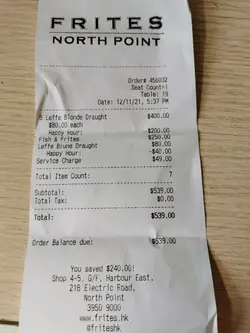 FRITES
NORTH POINT
Order# 456032
Seat Count:1
Table: 19
Date: 12/11/21, 5:37 PM
5 Leffe Blonde Draught $400.00
$80.00 each
Happy Hour: $200.00
Fish & Frites $250.00
Leffe Brune Draught $80.00
Happy Hour: -$40.00
Service Charge $49.00
Total Item Count: 7
Subtotal: $539.00
Total Tax: $0.00
Total: $539.00
Order Balance due: $539.00
You saved $240.00!
Shop 4-5, G/F, Harbour East,
218 Electric Road,
North Point
3950 9000
www.frites.hk
#friteshk